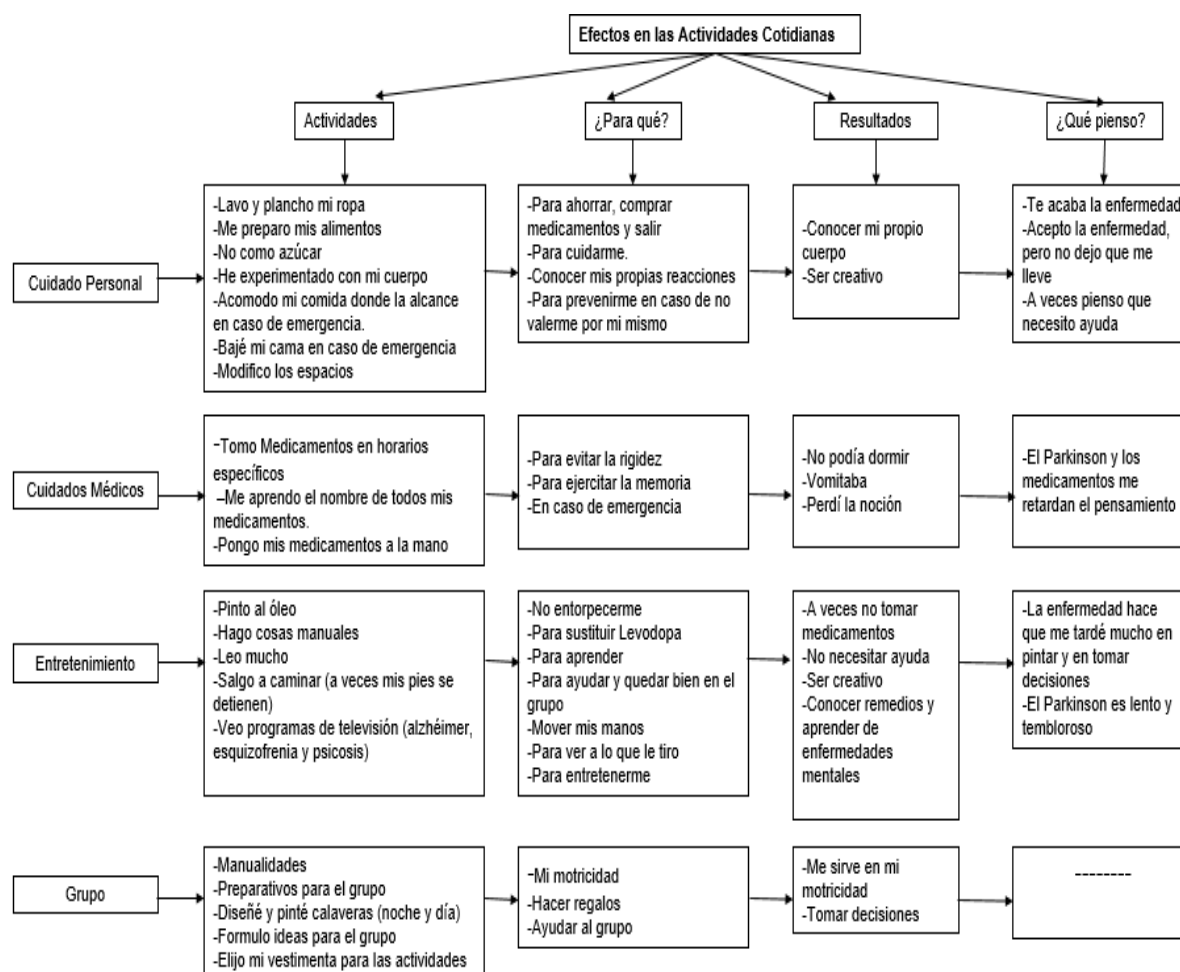 Efectos en las Actividades Cotidianas
Actividades
¿Para qué?
Resultados
¿Qué pienso?
Cuidado Personal
-Lavo y plancho mi ropa
-Me preparo mis alimentos
-No como azúcar
-He experimentado con mi cuerpo
-Acomodo mi comida donde la alcance
en caso de emergencia.
-Bajé mi cama en caso de emergencia
-Modifico los espacios
-Para ahorrar, comprar
medicamentos y salir
-Para cuidarme.
-Conocer mis propias reacciones
-Para prevenirme en caso de no
valerme por mi mismo
-Conocer mi propio
cuerpo
-Ser creativo
-Te acaba la enfermedad
-Acepto la enfermedad,
pero no dejo que me
lleve
-A veces pienso que
necesito ayuda
Cuidados Médicos
-Tomo Medicamentos en horarios
específicos
–Me aprendo el nombre de todos mis
medicamentos.
-Pongo mis medicamentos a la mano
-Para evitar la rigidez
-Para ejercitar la memoria
-En caso de emergencia
-No podía dormir
-Vomitaba
-Perdí la noción
-El Parkinson y los
medicamentos me
retardan el pensamiento
Entretenimiento
-Pinto al óleo
-Hago cosas manuales
-Leo mucho
-Salgo a caminar (a veces mis pies se
detienen)
-Veo programas de televisión (alzhéimer,
esquizofrenia y psicosis)
-No entorpecerme
-Para sustituir Levodopa
-Para aprender
-Para ayudar y quedar bien en el
grupo
-Mover mis manos
-Para ver a lo que le tiro
-Para entretenerme
-A veces no tomar
medicamentos
-No necesitar ayuda
-Ser creativo
-Conocer remedios y
aprender de
enfermedades
mentales
-La enfermedad hace
que me tardé mucho en
pintar y en tomar
decisiones
-El Parkinson es lento y
tembloroso
Grupo
-Manualidades
-Preparativos para el grupo
-Diseñé y pinté calaveras (noche y día)
-Formulo ideas para el grupo
-Elijo mi vestimenta para las actividades
-Mi motricidad
-Hacer regalos
-Ayudar al grupo
-Me sirve en mi
motricidad
-Tomar decisiones
--------